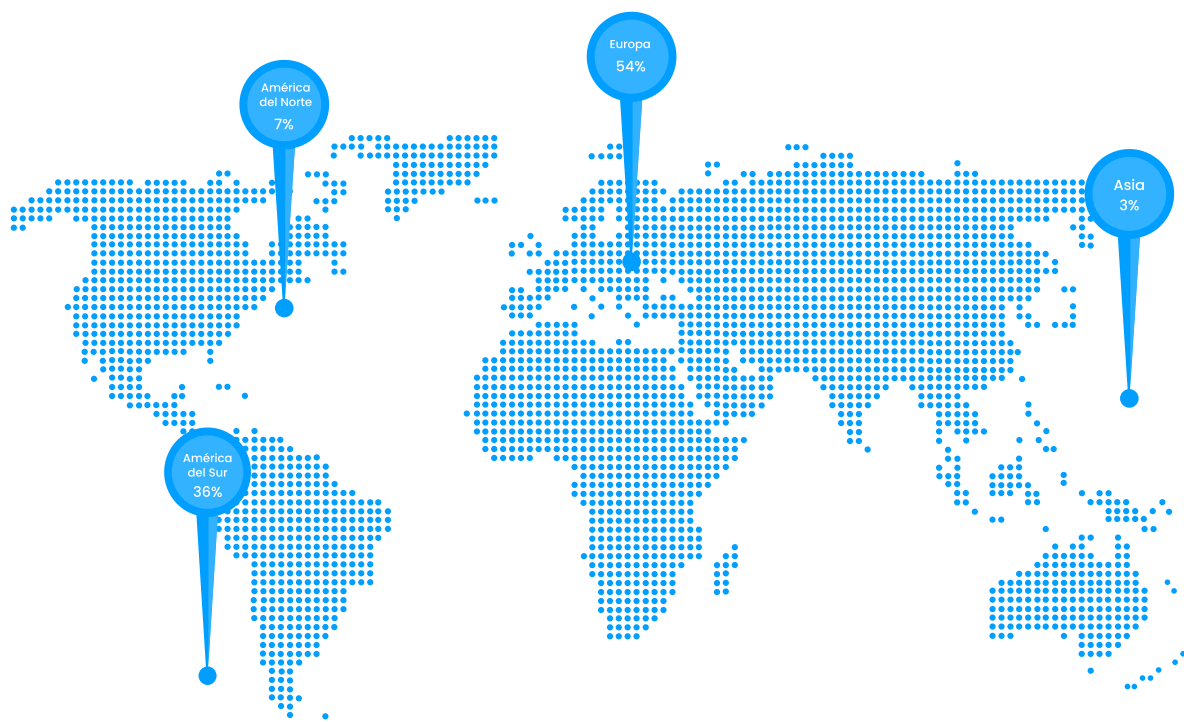 Europa
54%
América
del Norte
7%
Asia
3%
América
del Sur
36%